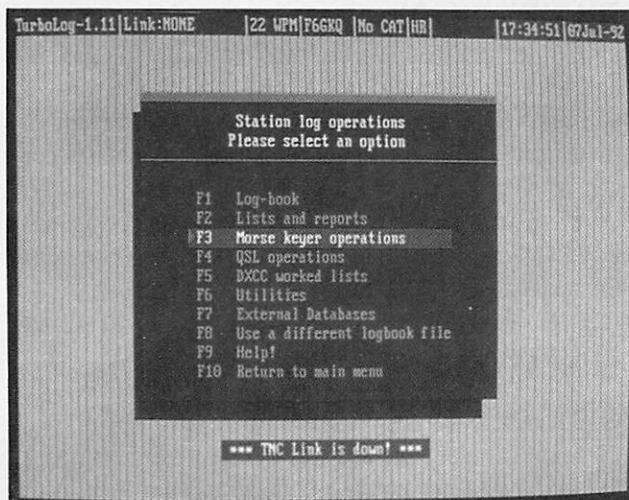 TurboLog-1.11|Link:NONE |22 WPM|F6GKQ |No CAT|HR| |17:34:51|07Jul-92
Station log operations
Please select an option
F1 Log-book
F2 Lists and reports
F3 Morse keyer operations
F4 QSL operations
F5 DXCC worked lists
F6 Utilities
F7 External Databases
F8 Use a different logbook file
F9 Help!
F10 Return to main menu
*** TNC Link is down! ***